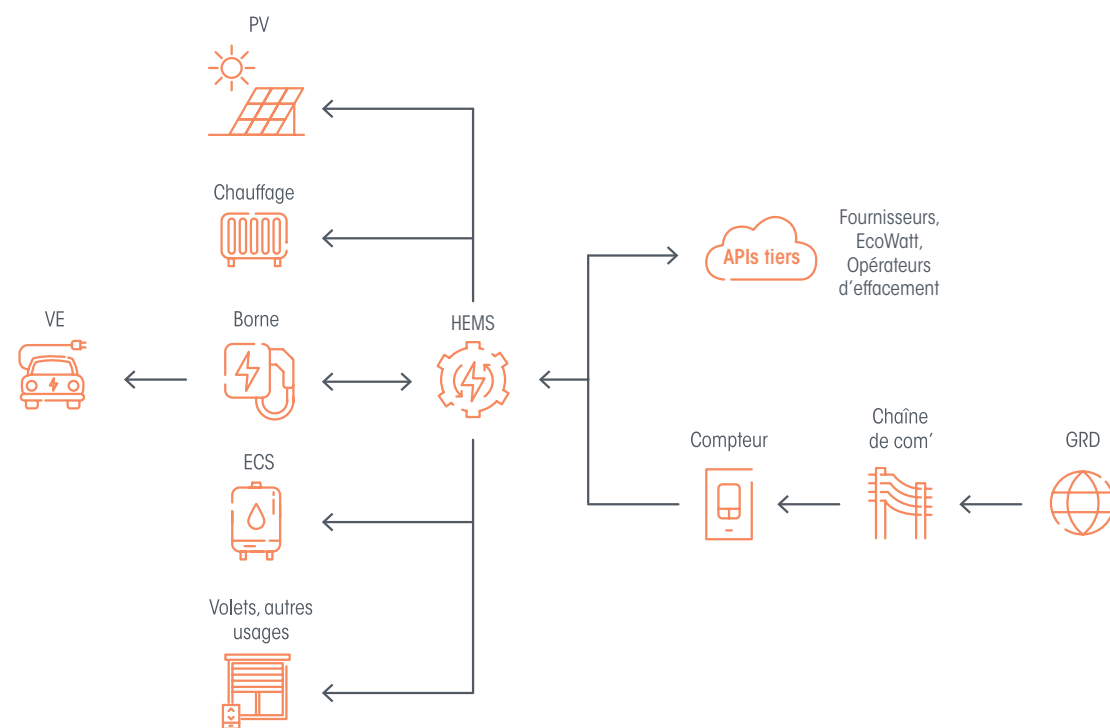 PV
Chauffage
VE
Borne
HEMS
ECS
Volets, autres
usages
APIs tiers
Fournisseurs,
EcoWatt,
Opérateurs
d'effacement
Compteur
Chaîne
de com'
GRD